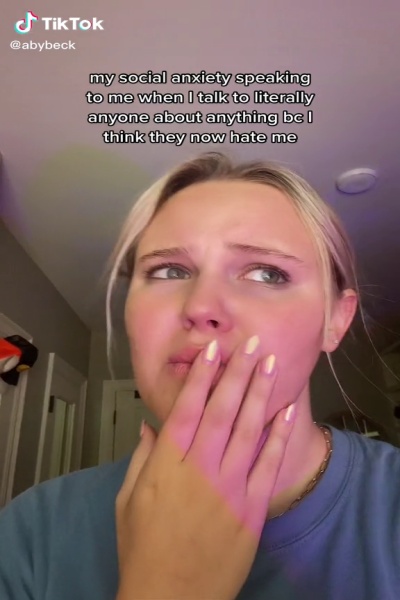 TikTok
@abybeck
my social anxiety speaking
to me when I talk to literally
anyone about anything bc I
think they now hate me